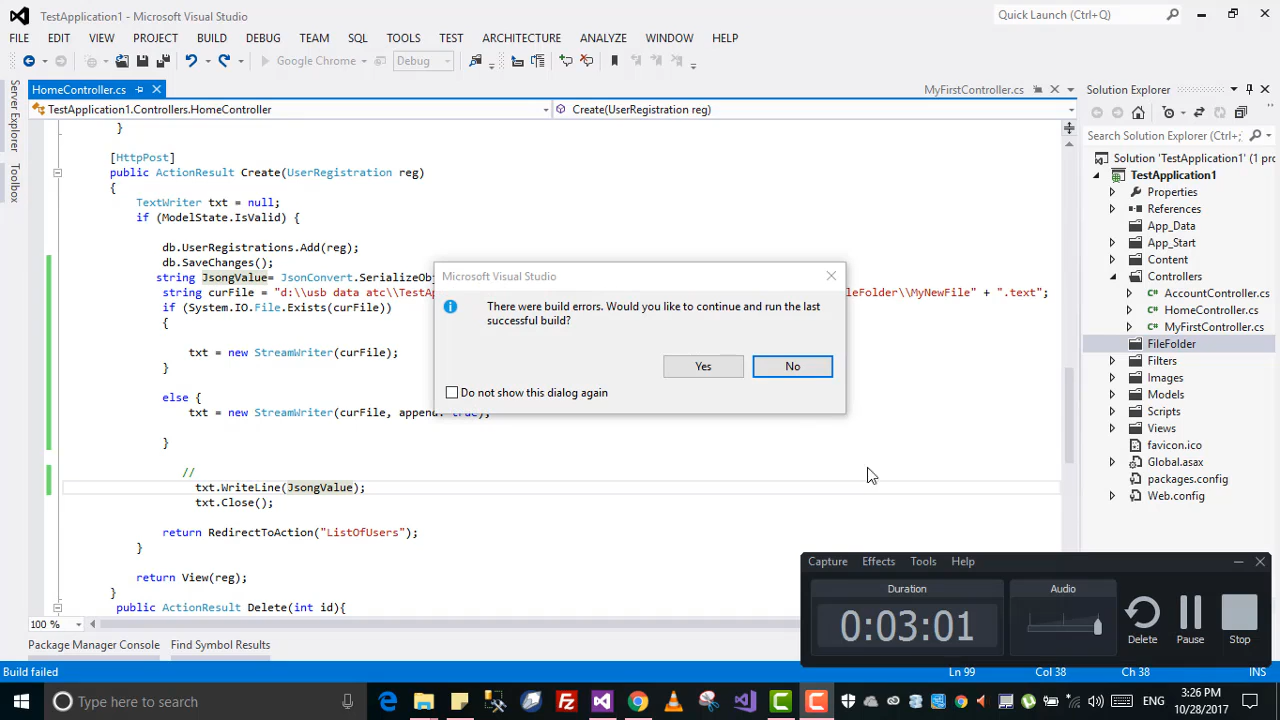 TestApplication1 - Microsoft Visual Studio
Quick Launch (Ctrl+Q)
FILE EDIT VIEW PROJECT BUILD DEBUG TEAM SQL TOOLS TEST ARCHITECTURE ANALYZE WINDOW HELP
Google Chrome Debug
HomeController.cs
MyFirstController.cs
Solution Explorer
TestApplication1.Controllers.HomeController
Create(UserRegistration reg)
Server Explorer
Toolbox
}
[HttpPost]
public ActionResult Create(UserRegistration reg)
{
TextWriter txt = null;
if (ModelState.IsValid) {
db.UserRegistrations.Add(reg);
db.SaveChanges();
string JsongValue= JsonConvert.SerializeOb
string curFile = "d:\\usb data atc\\TestAp
leFolder\\MyNewFile" + ".text";
if (System.IO.File.Exists(curFile))
{
txt = new StreamWriter(curFile);
}
else {
txt = new StreamWriter(curFile, append: true);
}
//
txt.WriteLine(JsongValue);
txt.Close();
return RedirectToAction("ListOfUsers");
}
return View(reg);
}
public ActionResult Delete(int id){
100 %
Microsoft Visual Studio
There were build errors. Would you like to continue and run the last
successful build?
Yes
No
Do not show this dialog again
Search Solution Explorer (Ctrl+;
Solution 'TestApplication1' (1 pro
TestApplication1
Properties
References
App_Data
App_Start
Content
Controllers
AccountController.cs
HomeController.cs
MyFirstController.cs
FileFolder
Filters
Images
Models
Scripts
Views
favicon.ico
Global.asax
packages.config
Web.config
Capture Effects Tools Help
Duration
Audio
0:03:01
Delete
Pause
Stop
Package Manager Console Find Symbol Results
Build failed
Ln 99 Col 38 Ch 38 INS
Type here to search
ENG
3:26 PM
10/28/2017